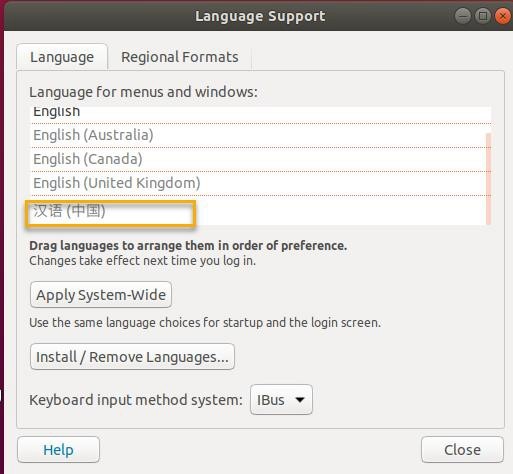 Language Support
Language
Regional Formats
Language for menus and windows:
English
English (Australia)
English (Canada)
English (United Kingdom)
汉语 (中国)
Drag languages to arrange them in order of preference.
Changes take effect next time you log in.
Apply System-Wide
Use the same language choices for startup and the login screen.
Install / Remove Languages...
Keyboard input method system: IBus
Help
Close